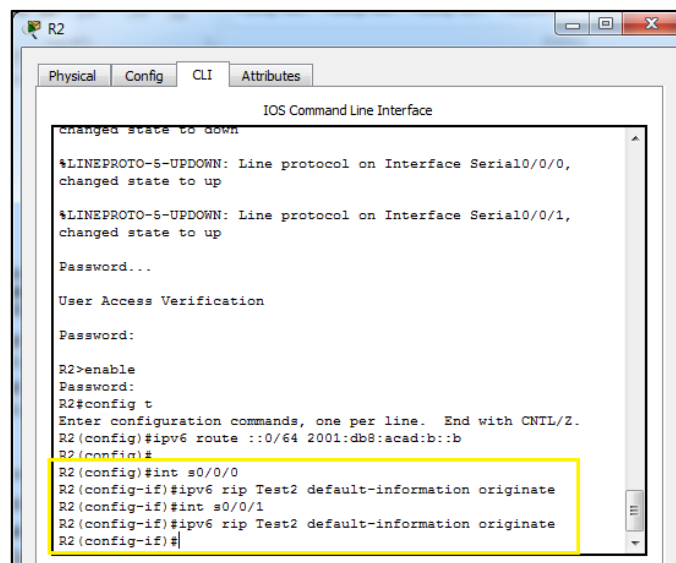 R2
Physical Config CLI Attributes
IOS Command Line Interface
changed state to down
%LINEPROTO-5-UPDOWN: Line protocol on Interface Serial0/0/0,
changed state to up
%LINEPROTO-5-UPDOWN: Line protocol on Interface Serial0/0/1,
changed state to up
Password...
User Access Verification
Password:
R2>enable
Password:
R2#config t
Enter configuration commands, one per line.  End with CNTL/Z.
R2(config)#ipv6 route ::0/64 2001:db8:acad:b::b
R2(config)#
R2(config)#int s0/0/0
R2(config-if)#ipv6 rip Test2 default-information originate
R2(config-if)#int s0/0/1
R2(config-if)#ipv6 rip Test2 default-information originate
R2(config-if)#